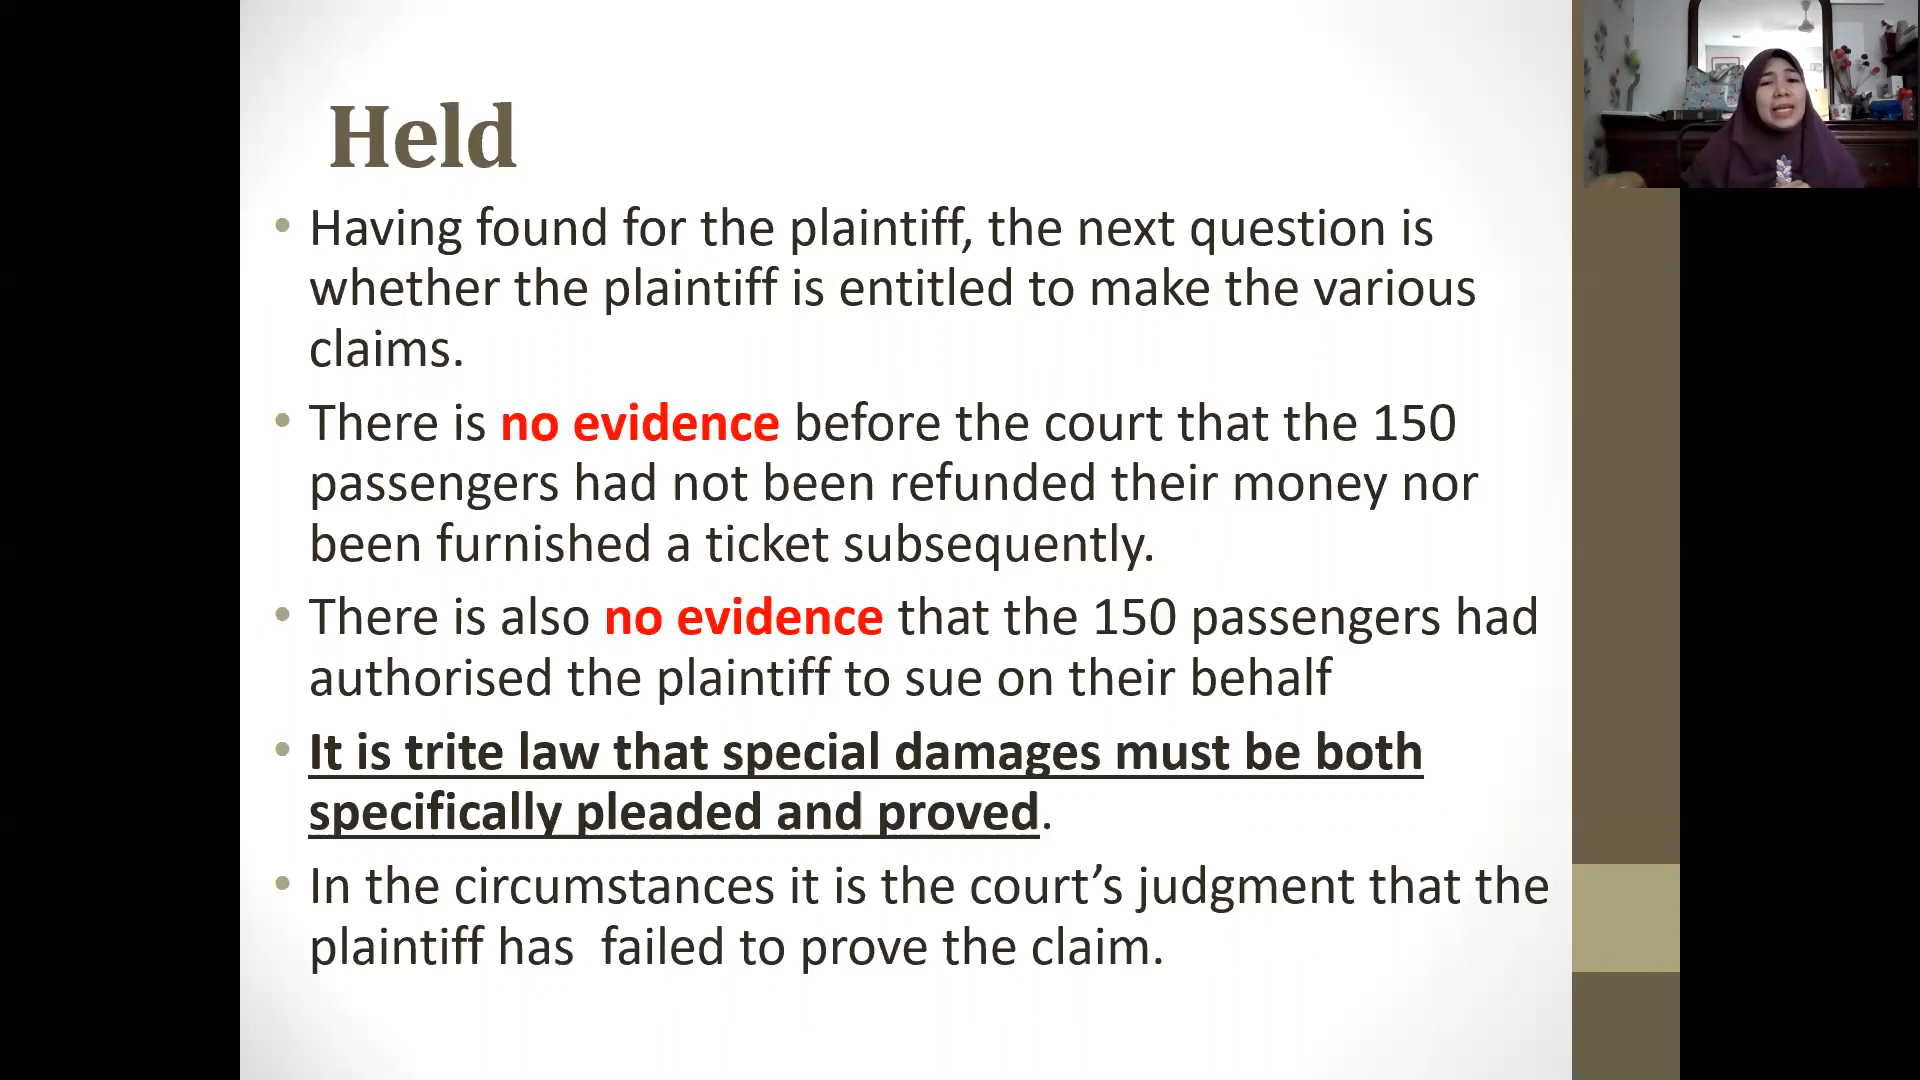 Held
• Having found for the plaintiff, the next question is
whether the plaintiff is entitled to make the various
claims.
• There is no evidence before the court that the 150
passengers had not been refunded their money nor
been furnished a ticket subsequently.
• There is also no evidence that the 150 passengers had
authorised the plaintiff to sue on their behalf
• It is trite law that special damages must be both
specifically pleaded and proved.
• In the circumstances it is the court’s judgment that the
plaintiff has  failed to prove the claim.